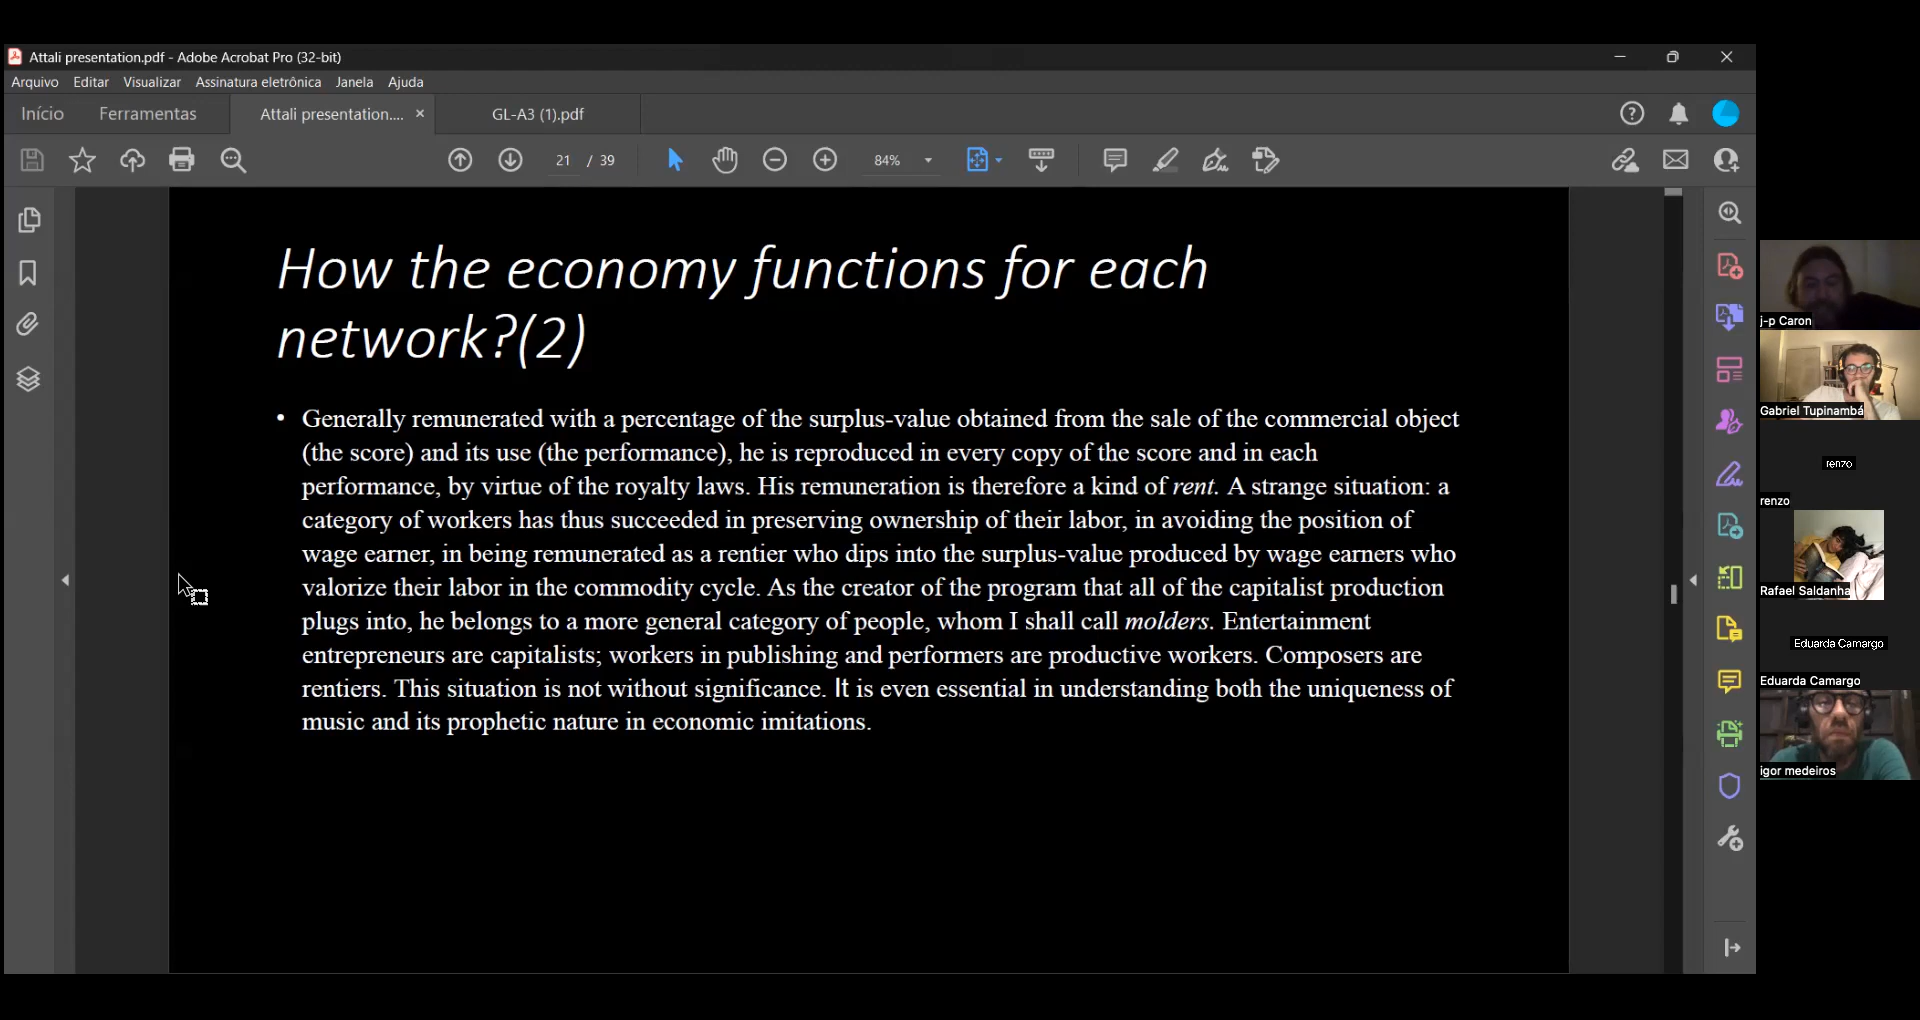 Attali presentation.pdf - Adobe Acrobat Pro (32-bit)
Arquivo Editar Visualizar Assinatura eletrônica Janela Ajuda
Início Ferramentas Attali presentation.... × GL-A3 (1).pdf
21 / 39 84%
How the economy functions for each
network?(2)
• Generally remunerated with a percentage of the surplus-value obtained from the sale of the commercial object
(the score) and its use (the performance), he is reproduced in every copy of the score and in each
performance, by virtue of the royalty laws. His remuneration is therefore a kind of rent. A strange situation: a
category of workers has thus succeeded in preserving ownership of their labor, in avoiding the position of
wage earner, in being remunerated as a rentier who dips into the surplus-value produced by wage earners who
valorize their labor in the commodity cycle. As the creator of the program that all of the capitalist production
plugs into, he belongs to a more general category of people, whom I shall call molders. Entertainment
entrepreneurs are capitalists; workers in publishing and performers are productive workers. Composers are
rentiers. This situation is not without significance. It is even essential in understanding both the uniqueness of
music and its prophetic nature in economic imitations.
j-p Caron
Gabriel Tupinambá
renzo
renzo
Rafael Saldanha
Eduarda Camargo
Eduarda Camargo
igor medeiros